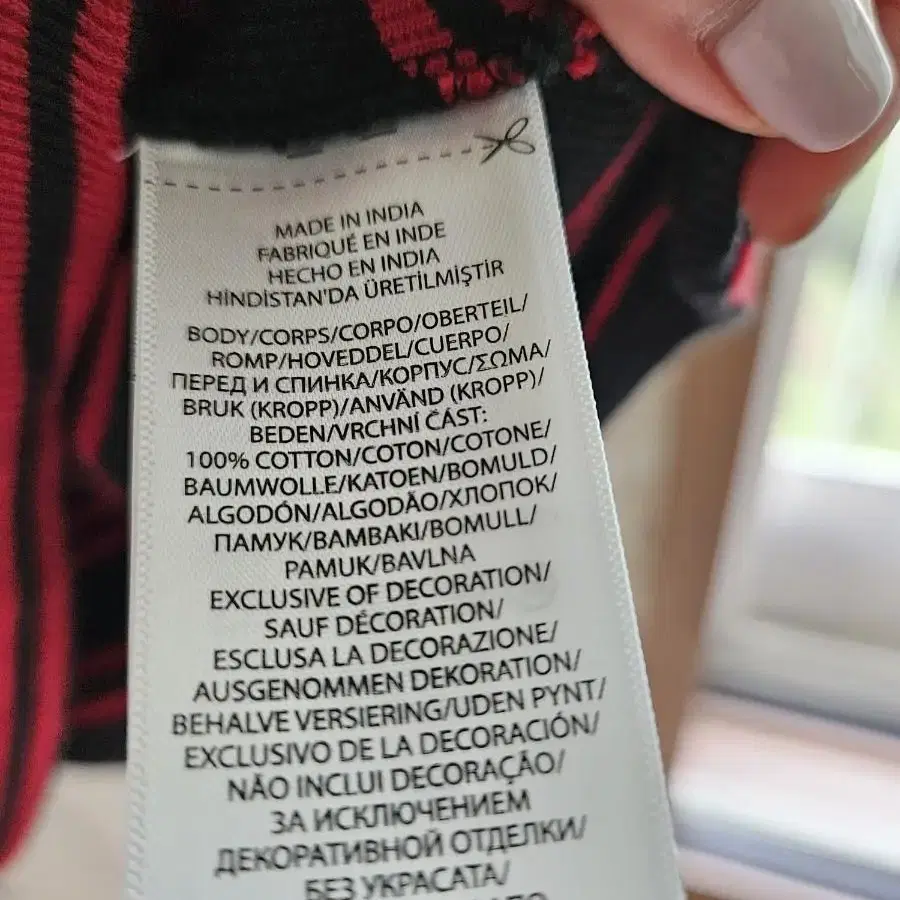 MADE IN INDIA
FABRIQUÉ EN INDE
HECHO EN INDIA
HİNDİSTAN'DA ÜRETİLMİŞTİR
BODY/CORPS/CORPO/OBERTEIL/
ROMP/HOVEDDEL/CUERPO/
ПЕРЕД И СПИНКА/КОРПУС/ΣΩΜΑ/
BRUK (KROPP)/ANVÄND (KROPP)/
BEDEN/VRCHNÍ ČÁST:
100% COTTON/COTON/COTONE/
BAUMWOLLE/KATOEN/BOMULD/
ALGODÓN/ALGODÃO/ХЛОПОК/
ПАМУК/ΒΑΜΒΑΚΙ/BOMULL/
PAMUK/BAVLNA
EXCLUSIVE OF DECORATION/
SAUF DÉCORATION/
ESCLUSA LA DECORAZIONE/
AUSGENOMMEN DEKORATION/
BEHALVE VERSIERING/UDEN PYNT/
EXCLUSIVO DE LA DECORACIÓN/
NÃO INCLUI DECORAÇÃO/
ЗА ИСКЛЮЧЕНИЕМ
ДЕКОРАТИВНОЙ ОТДЕЛКИ/
БЕЗ УКРАСАТА/